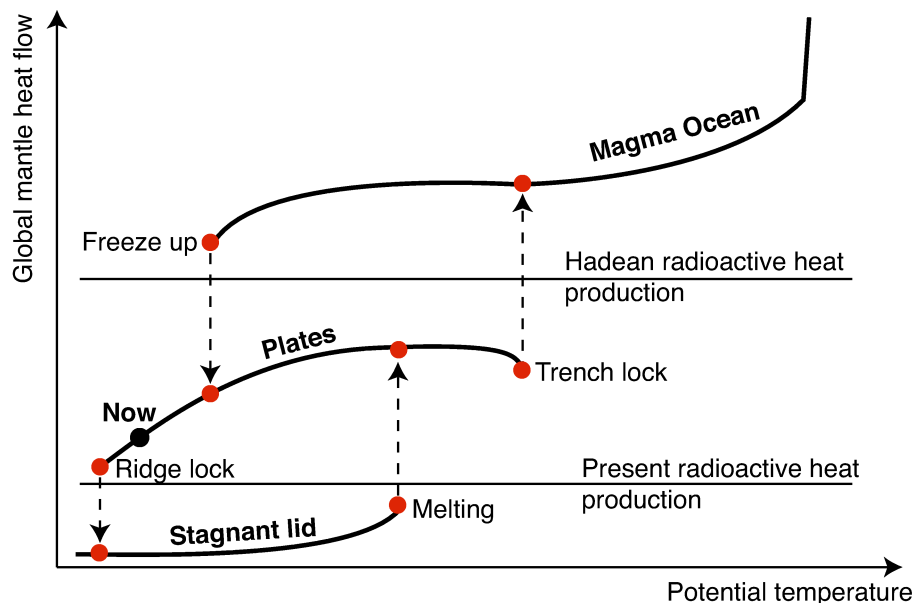 Global mantle heat flow
Magma Ocean
Freeze up
Hadean radioactive heat
production
Plates
Trench lock
Now
Ridge lock
Present radioactive heat
production
Melting
Stagnant lid
Potential temperature